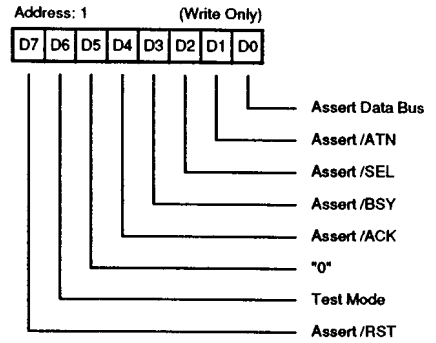 Address: 1 (Write Only)
D7 D6 D5 D4 D3 D2 D1 D0
Assert Data Bus
Assert /ATN
Assert /SEL
Assert /BSY
Assert /ACK
"0"
Test Mode
Assert /RST